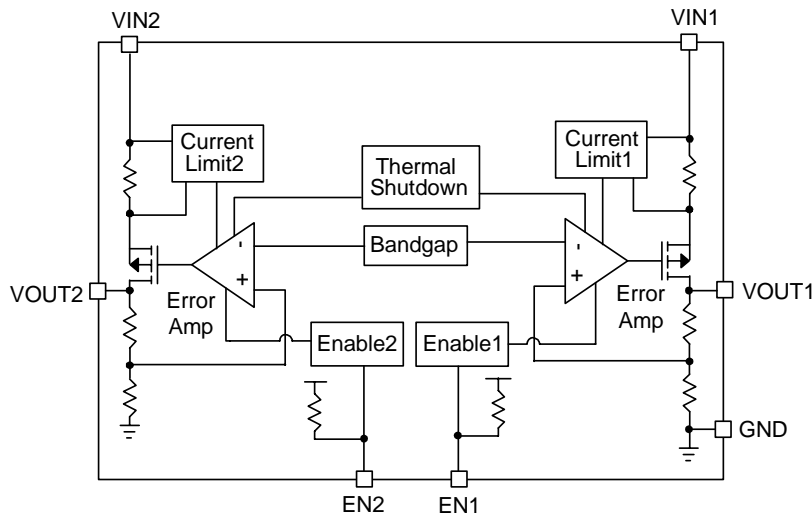 VIN2
VIN1
Current
Limit2
Thermal
Shutdown
Current
Limit1
-
Bandgap
-
+
+
VOUT2
Error
Amp
Error
Amp
VOUT1
Enable2
Enable1
GND
EN2
EN1